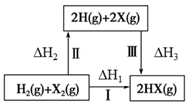 2H(g)+2X(g)
ΔH₂ Ⅱ Ⅲ ΔH₃
ΔH₁
H₂(g)+X₂(g) Ⅰ 2HX(g)